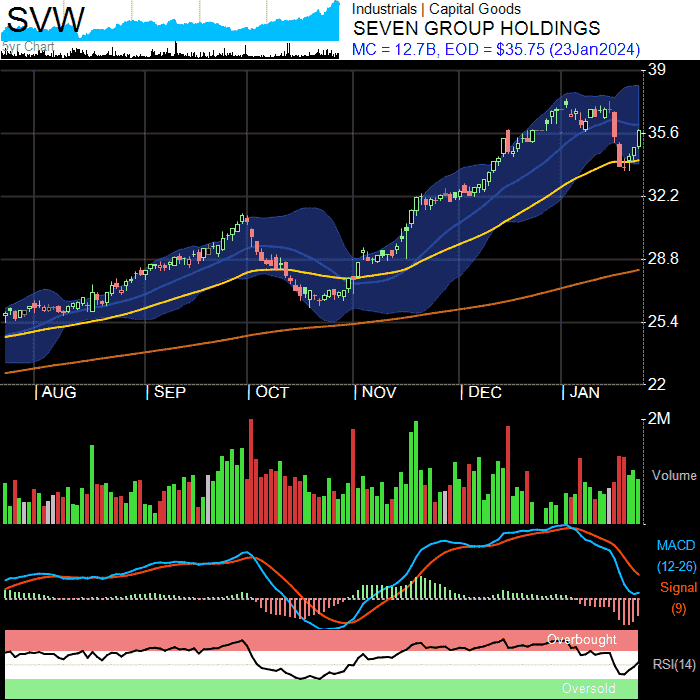 SVW
5yr Chart
Industrials | Capital Goods
SEVEN GROUP HOLDINGS
MC = 12.7B, EOD = $35.75 (23Jan2024)
39
35.6
32.2
28.8
25.4
22
| AUG | SEP | OCT | NOV | DEC | JAN
2M
Volume
MACD
(12-26)
Signal
(9)
Overbought
RSI(14)
Oversold